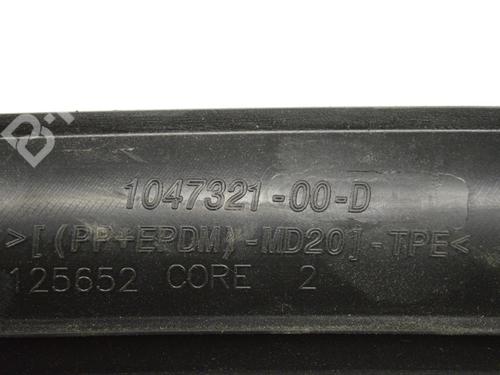 1047321-00-D
>[(PP+EPDM)-MD20]-TPE<
125652 CORE 2